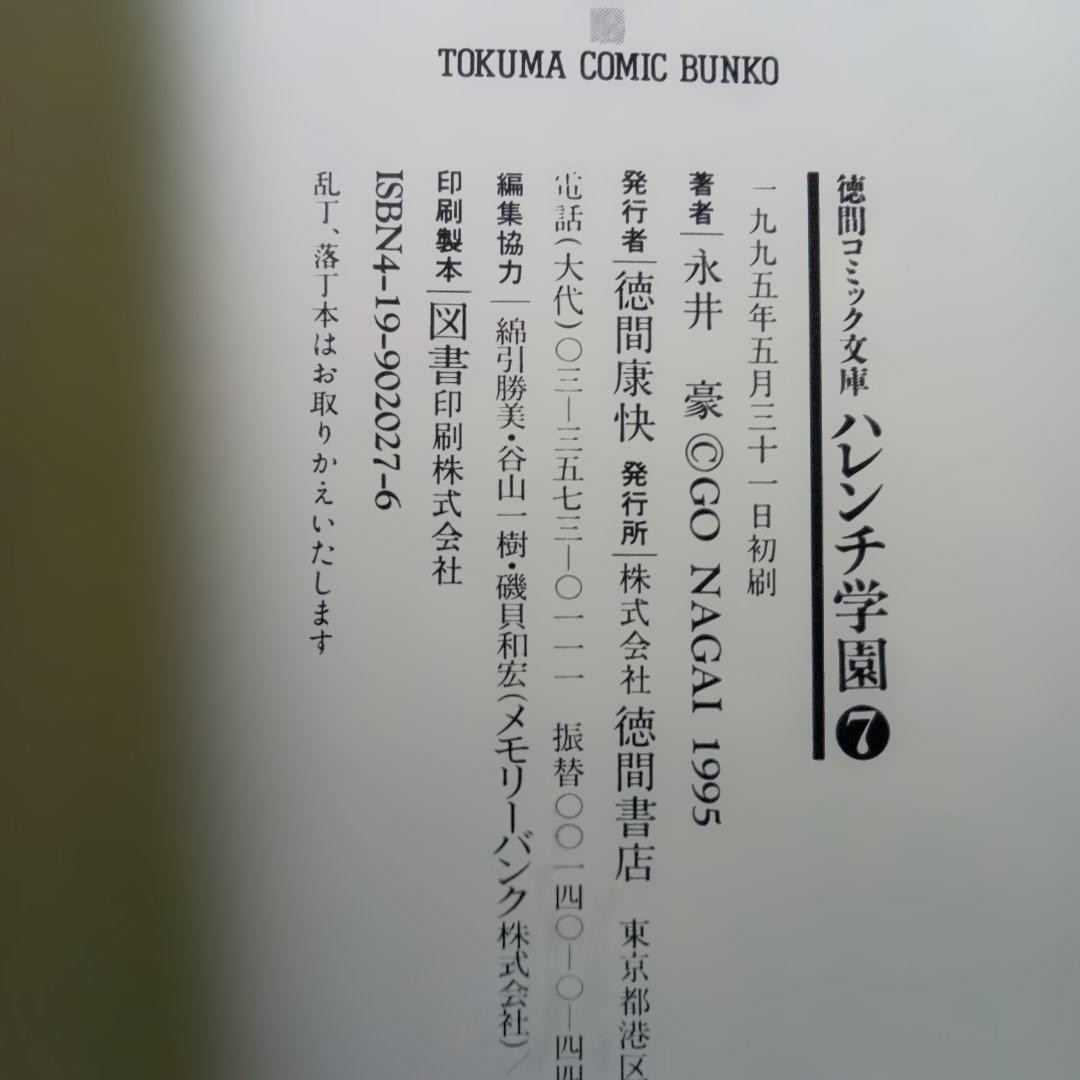 TOKUMA COMIC BUNKO
徳間コミック文庫 ハレンチ学園 7
一九九五年五月三十一日初刷
著者 永井 豪 ©GO NAGAI 1995
発行者 徳間康快 発行所 株式会社 徳間書店 東京都港区
電話(大代)〇三-三五七三-〇一一一 振替〇〇一四〇-〇-四四
編集協力 綿引勝美・谷山一樹・磯貝和宏(メモリーバンク株式会社)/
印刷製本 図書印刷株式会社
ISBN4-19-902027-6
乱丁、落丁本はお取りかえいたします